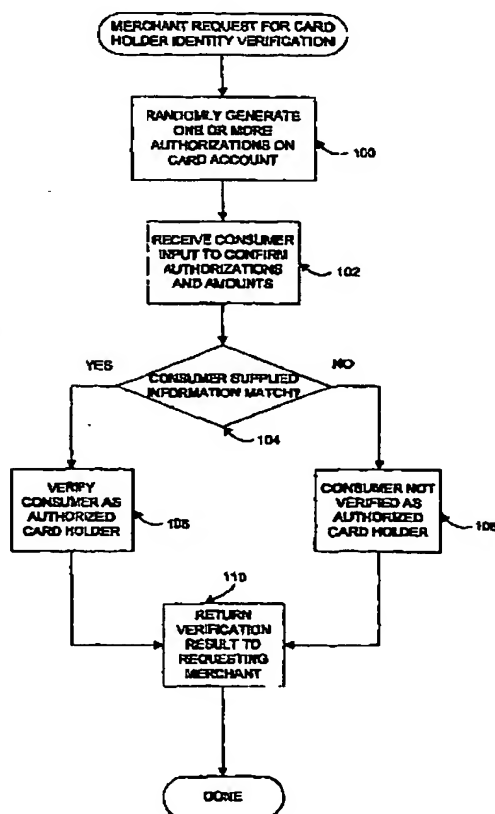 MERCHANT REQUEST FOR CARD
HOLDER IDENTITY VERIFICATION
RANDOMLY GENERATE
ONE OR MORE
AUTHORIZATIONS ON
CARD ACCOUNT
100
RECEIVE CONSUMER
INPUT TO CONFIRM
AUTHORIZATIONS
AND AMOUNTS
102
YES
NO
CONSUMER SUPPLIED
INFORMATION MATCH?
104
VERIFY
CONSUMER AS
AUTHORIZED
CARD HOLDER
CONSUMER NOT
VERIFIED AS
AUTHORIZED
CARD HOLDER
110
RETURN
VERIFICATION
RESULT TO
REQUESTING
MERCHANT
DONE